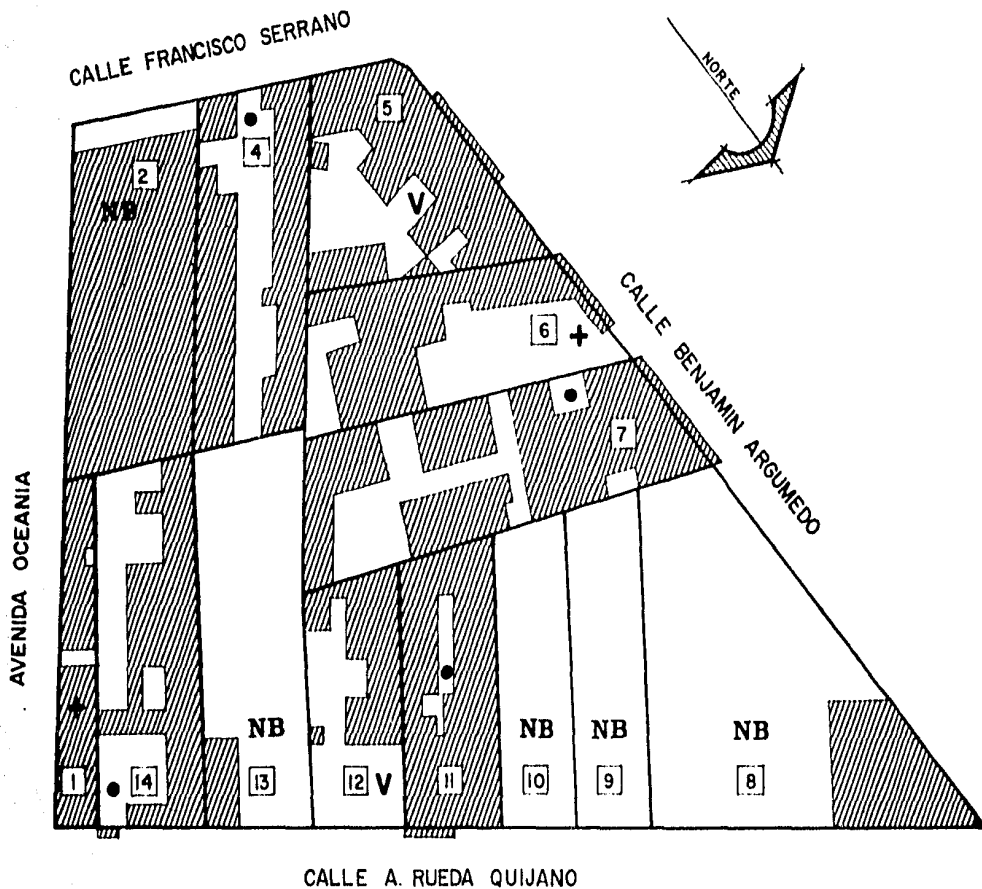 CALLE FRANCISCO SERRANO
NORTE
5
4
2
NB
V
6
CALLE BENJAMIN ARGUMEDO
7
AVENIDA OCEANIA
NB
NB
NB
NB
1
14
13
12 V
11
10
9
8
CALLE A. RUEDA QUIJANO